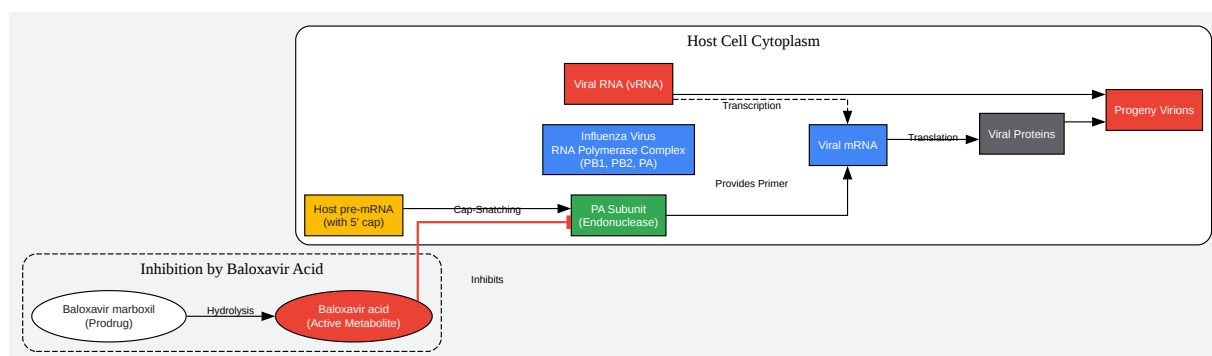 Host Cell Cytoplasm
Viral RNA (vRNA)
Transcription
Progeny Virions
Influenza Virus
RNA Polymerase Complex
(PB1, PB2, PA)
Viral mRNA
Translation
Viral Proteins
Provides Primer
Host pre-mRNA
(with 5' cap)
Cap-Snatching
PA Subunit
(Endonuclease)
Inhibition by Baloxavir Acid
Inhibits
Baloxavir marboxil
(Prodrug)
Hydrolysis
Baloxavir acid
(Active Metabolite)